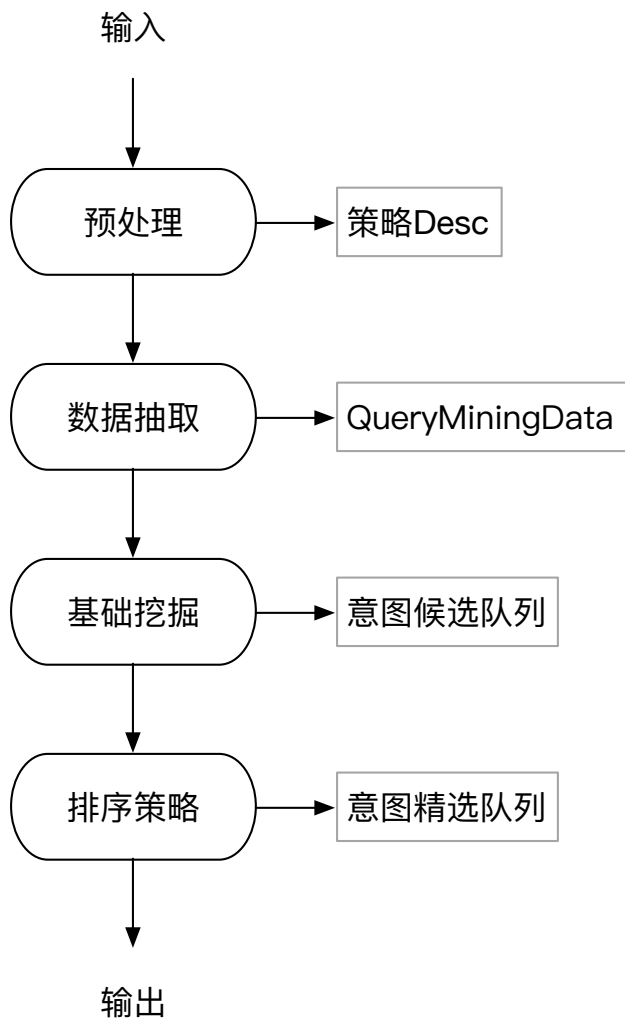 输入
预处理
策略Desc
数据抽取
QueryMiningData
基础挖掘
意图候选队列
排序策略
意图精选队列
输出